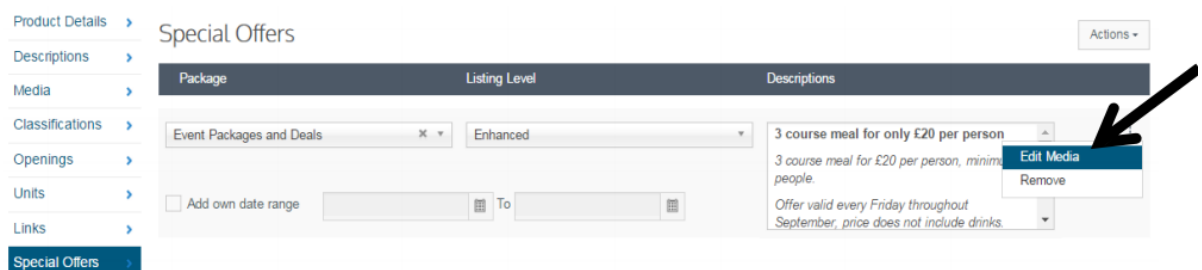 Product Details
Descriptions
Media
Classifications
Openings
Units
Links
Special Offers
Special Offers
Actions
Package Listing Level Descriptions
Event Packages and Deals
Enhanced
3 course meal for only £20 per person
3 course meal for £20 per person,
people.
Offer valid every Friday throughout
September, price does not include drinks.
Edit Media
Remove
Add own date range
To